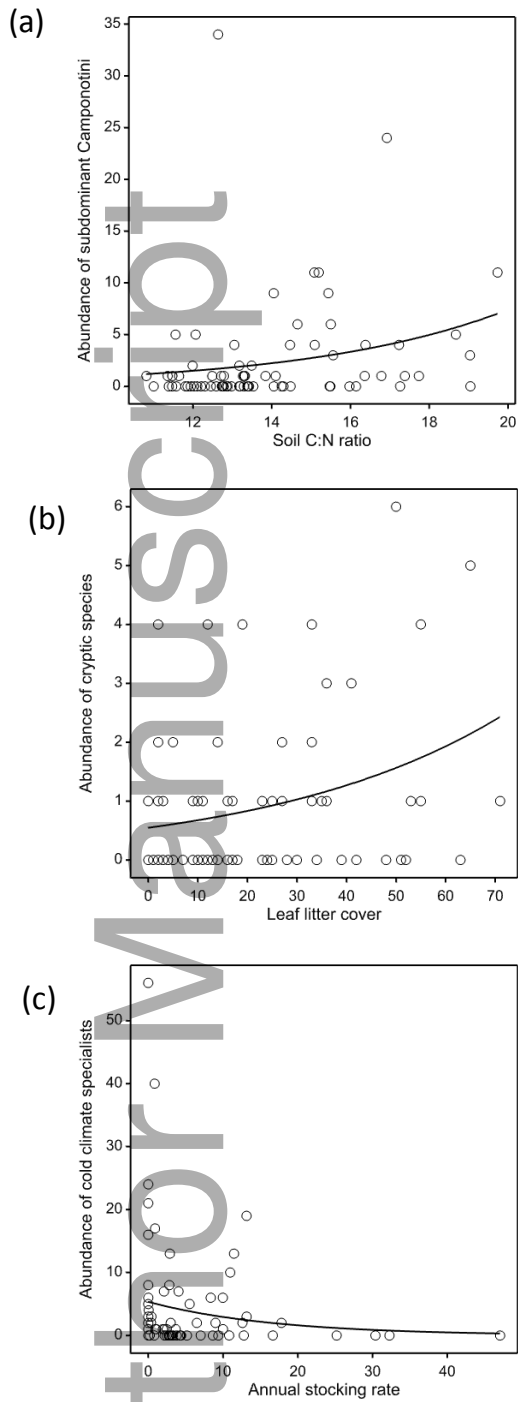 (a)
Abundance of subdominant Camponotini
35
30
25
20
15
10
5
0
12 14 16 18 20
Soil C:N ratio
(b)
Abundance of cryptic species
6
5
4
3
2
1
0
0 10 20 30 40 50 60 70
Leaf litter cover
(c)
Abundance of cold climate specialists
50
40
30
20
10
0
0 20 40
Annual stocking rate
thor Manuscript